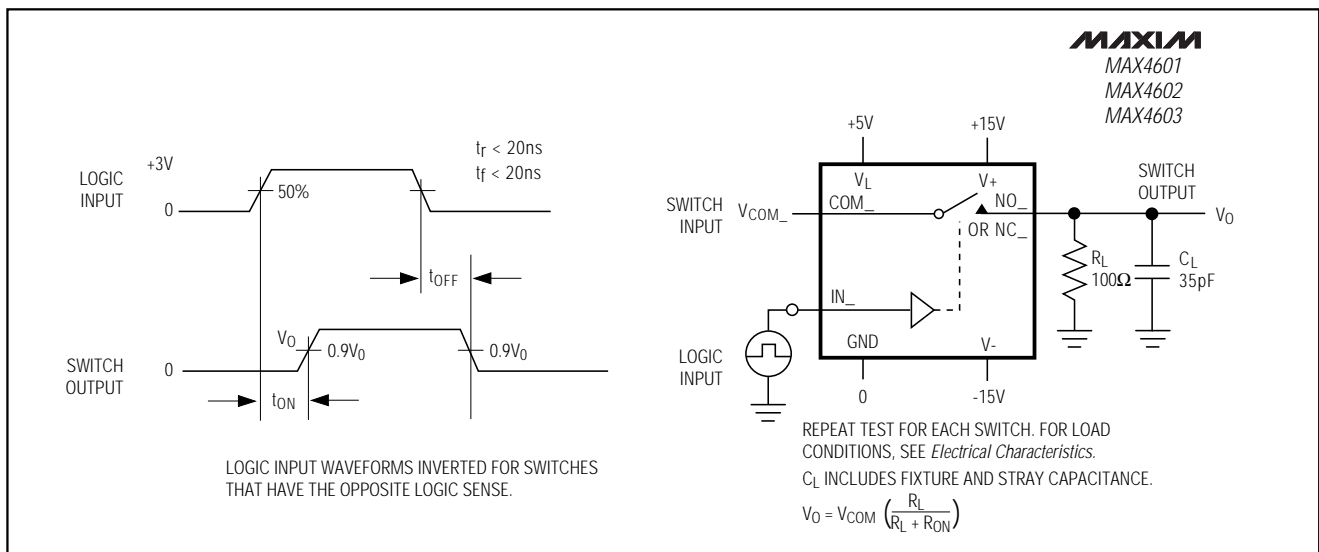 MAXIM
MAX4601
MAX4602
MAX4603
LOGIC
INPUT
+3V
0
50%
tr < 20ns
tf < 20ns
tOFF
SWITCH
OUTPUT
VO
0
0.9V0
0.9V0
tON
LOGIC INPUT WAVEFORMS INVERTED FOR SWITCHES
THAT HAVE THE OPPOSITE LOGIC SENSE.
+5V
+15V
VL
V+
SWITCH
INPUT
VCOM_
COM_
NO_
OR NC_
SWITCH
OUTPUT
VO
RL
100Ω
CL
35pF
IN_
LOGIC
INPUT
GND
V-
0
-15V
REPEAT TEST FOR EACH SWITCH. FOR LOAD
CONDITIONS, SEE Electrical Characteristics.
CL INCLUDES FIXTURE AND STRAY CAPACITANCE.
VO = VCOM (RL / RL + RON)